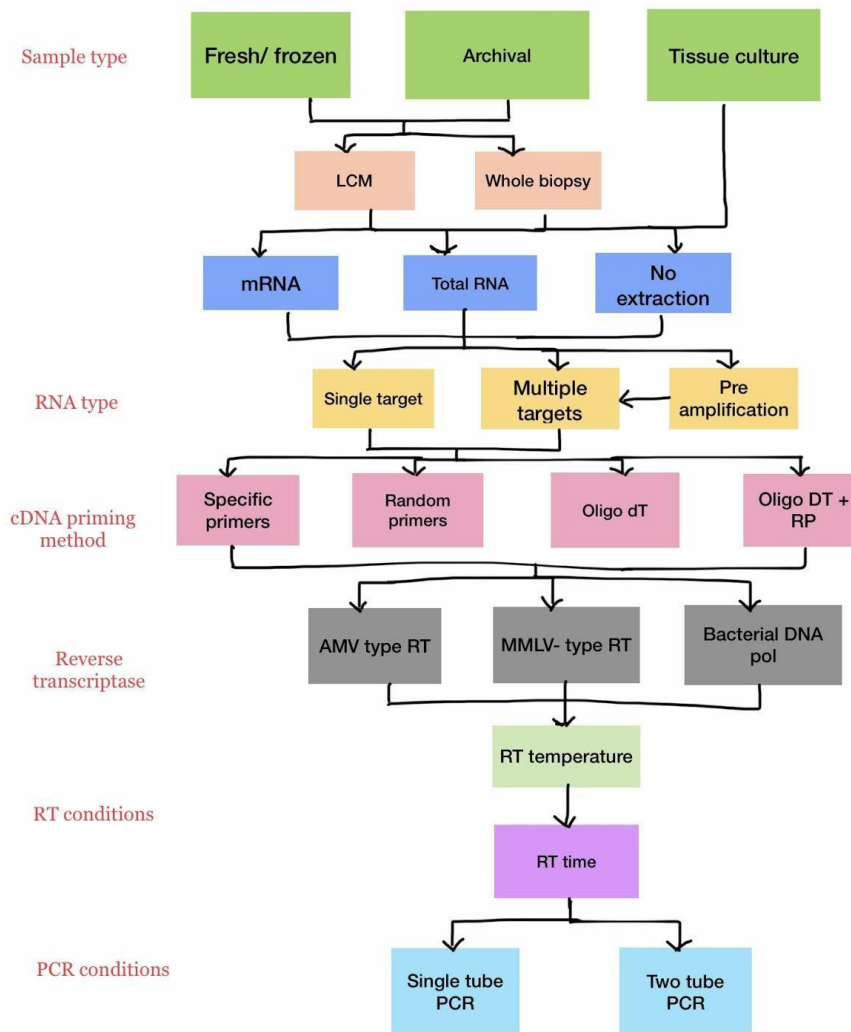 Sample type
Fresh/ frozen
Archival
Tissue culture
LCM
Whole biopsy
mRNA
Total RNA
No
extraction
RNA type
Single target
Multiple
targets
Pre
amplification
cDNA priming
method
Specific
primers
Random
primers
Oligo dT
Oligo DT +
RP
Reverse
transcriptase
AMV type RT
MMLV- type RT
Bacterial DNA
pol
RT temperature
RT conditions
RT time
PCR conditions
Single tube
PCR
Two tube
PCR